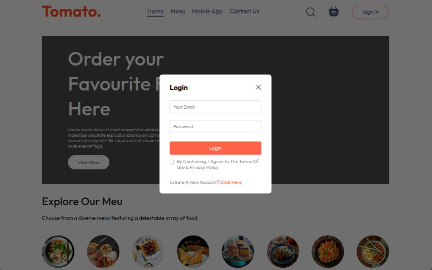 Tomato.
Home Menu Mobile App Contact Us
Sign In
Order your
Favourite F
Here
View Menu
Login
Your Email
Password
Login
By Continuing, I Agree To The Terms Of
Use & Privacy Policy
Create A New Account? Click Here
Explore Our Meu
Choose from a diverse menu featuring a delectable array of food